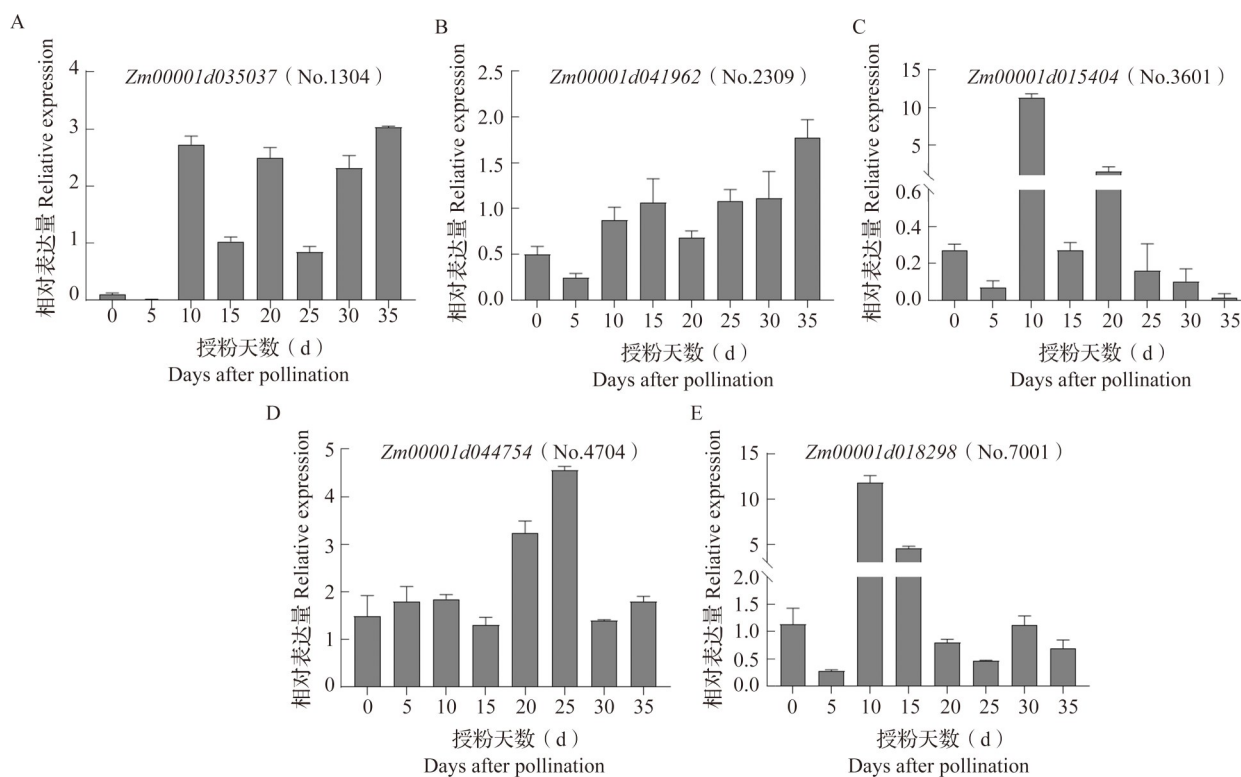 A
相对表达量 Reliative expression
Zm00001d035037（No.1304）
4
3
2
1
0
0 5 10 15 20 25 30 35
授粉天数（d）
Days after pollination
B
相对表达量 Reliative expression
Zm00001d041962（No.2309）
2.5
2.0
1.5
1.0
0.5
0.0
0 5 10 15 20 25 30 35
授粉天数（d）
Days after pollination
C
相对表达量 Reliative expression
Zm00001d015404（No.3601）
15
10
5
0.6
0.4
0.2
0.0
0 5 10 15 20 25 30 35
授粉天数（d）
Days after pollination
D
相对表达量 Reliative expression
Zm00001d044754（No.4704）
5
4
3
2
1
0
0 5 10 15 20 25 30 35
授粉天数（d）
Days after pollination
E
相对表达量 Reliative expression
Zm00001d018298（No.7001）
15
10
5
2.0
1.5
1.0
0.5
0.0
0 5 10 15 20 25 30 35
授粉天数（d）
Days after pollination